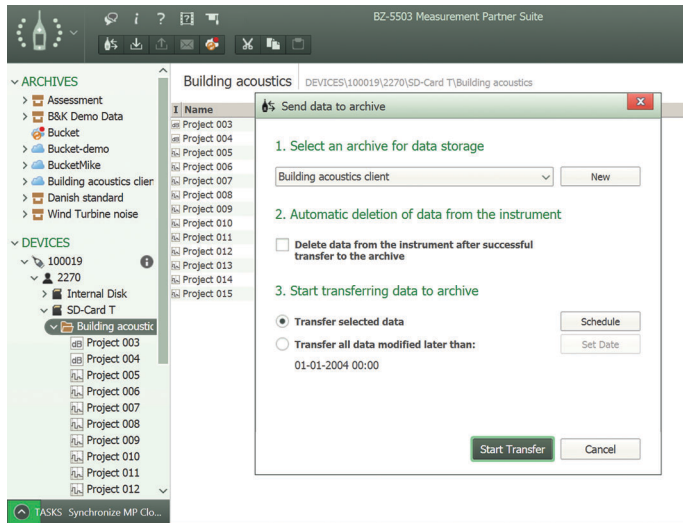 BZ-5503 Measurement Partner Suite
ARCHIVES
Assessment
B&K Demo Data
Bucket
Bucket-demo
BucketMike
Building acoustics clien
Danish standard
Wind Turbine noise
DEVICES
100019
2270
Internal Disk
SD-Card T
Building acoustic
dB Project 003
dB Project 004
Project 005
Project 006
Project 007
Project 008
Project 009
Project 010
Project 011
Project 012
TASKS Synchronize MP Clo...
Building acoustics DEVICES\100019\2270\SD-Card T\Building acoustics
I Name
dB Project 003
dB Project 004
Project 005
Project 006
Project 007
Project 008
Project 009
Project 010
Project 011
Project 012
Project 013
Project 014
Project 015
Send data to archive
1. Select an archive for data storage
Building acoustics client New
2. Automatic deletion of data from the instrument
Delete data from the instrument after successful
transfer to the archive
3. Start transferring data to archive
Transfer selected data Schedule
Transfer all data modified later than: Set Date
01-01-2004 00:00
Start Transfer Cancel